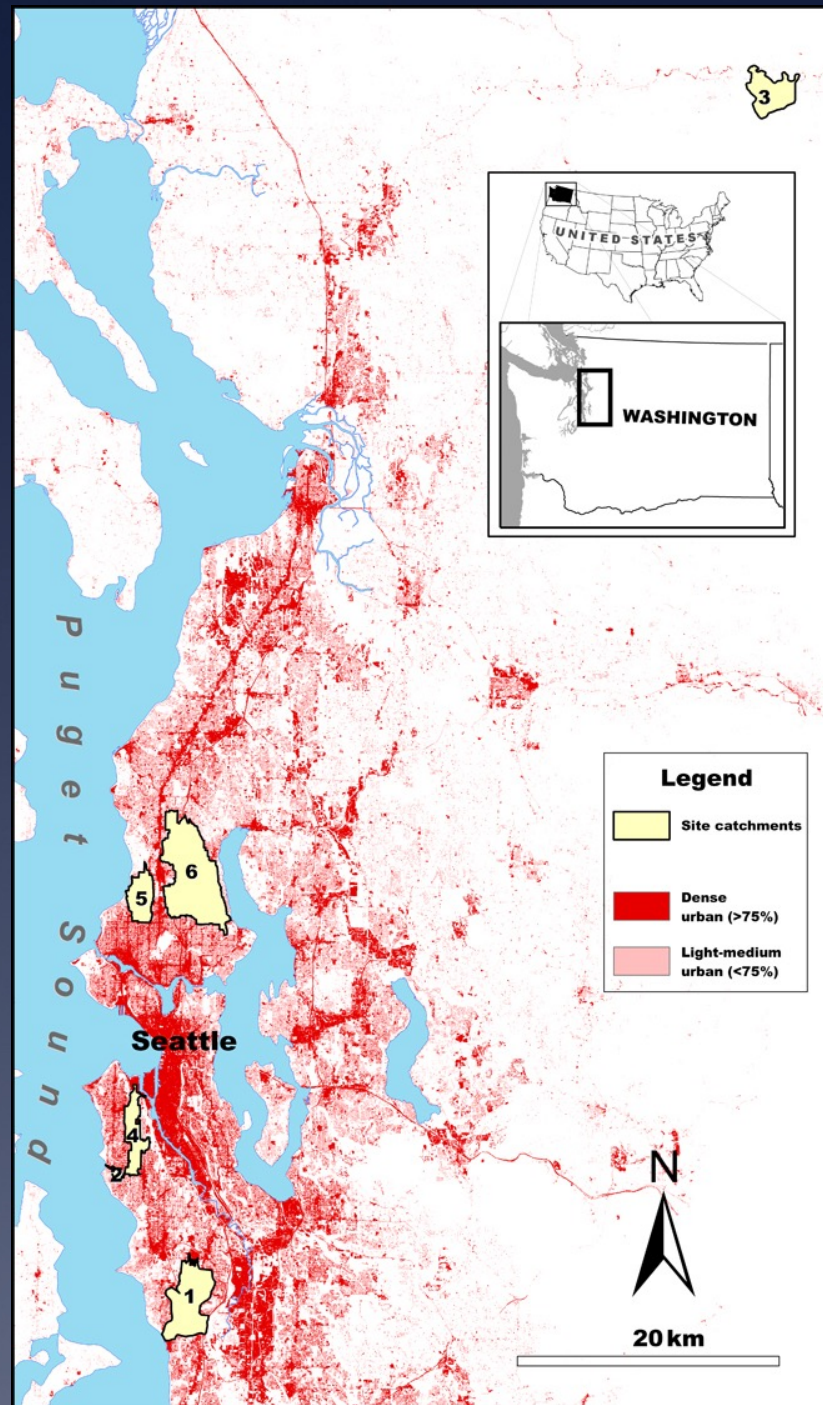 3
UNITED STATES
WASHINGTON
Puget Sound
Legend
Site catchments
Dense
urban (>75%)
Light-medium
urban (<75%)
6
5
Seattle
4
2
1
N
20 km